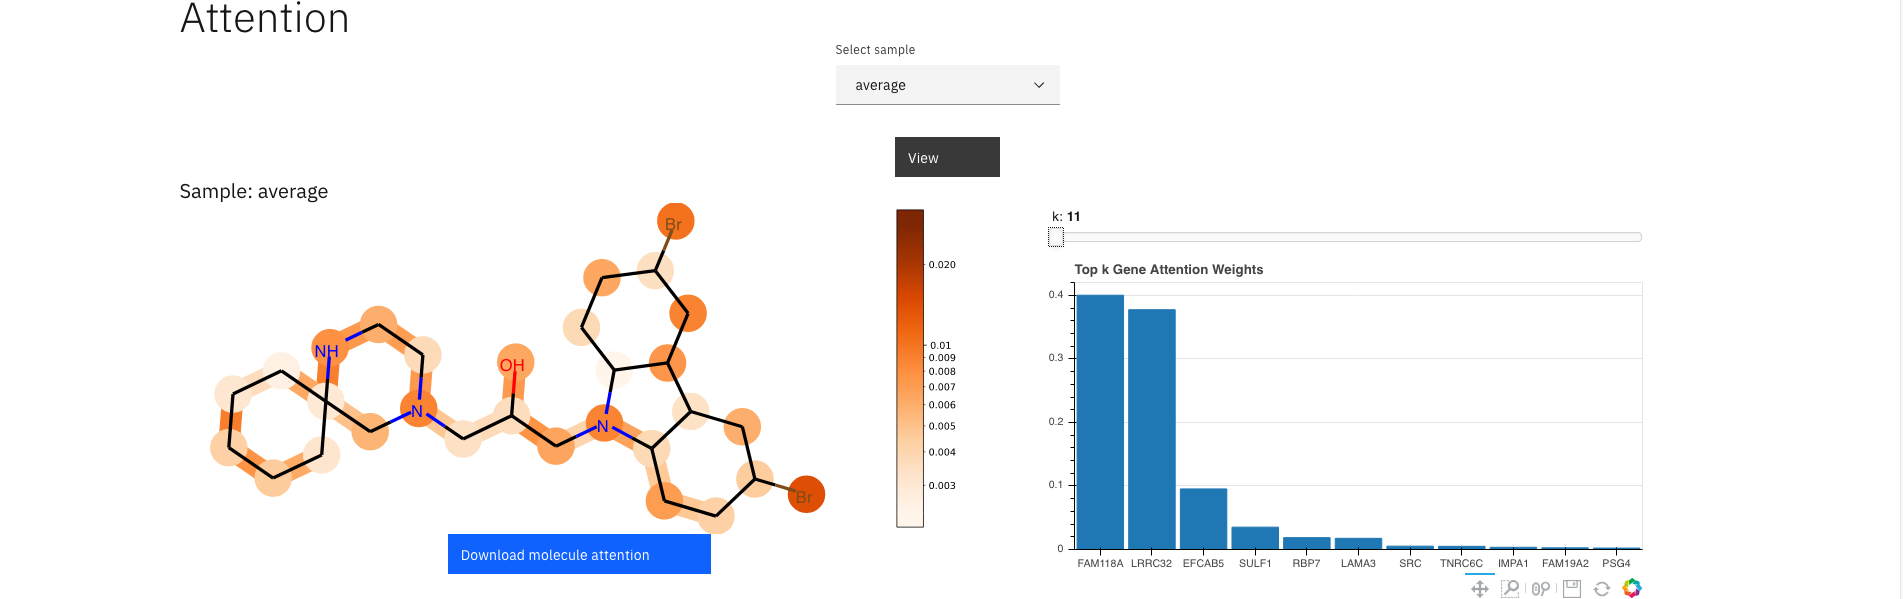 Attention
Select sample
average
View
Sample: average
Br
NH
OH
N
N
Br
Download molecule attention
0.020
0.01
0.009
0.008
0.007
0.006
0.005
0.004
0.003
k: 11
Top k Gene Attention Weights
0.4
0.3
0.2
0.1
0
FAM118A LRRC32 EFCAB5 SULF1 RBP7 LAMA3 SRC TNRC6C IMPA1 FAM19A2 PSG4